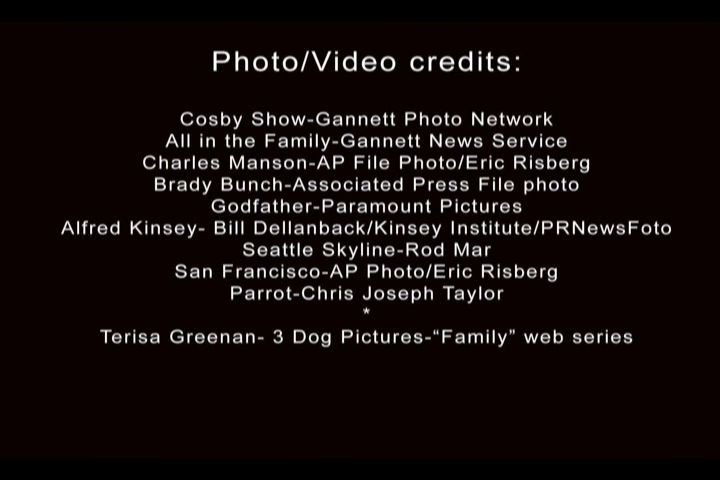 Photo/Video credits:
Cosby Show-Gannett Photo Network
All in the Family-Gannett News Service
Charles Manson-AP File Photo/Eric Risberg
Brady Bunch-Associated Press File photo
Godfather-Paramount Pictures
Alfred Kinsey- Bill Dellanback/Kinsey Institute/PRNewsFoto
Seattle Skyline-Rod Mar
San Francisco-AP Photo/Eric Risberg
Parrot-Chris Joseph Taylor
*
Terisa Greenan- 3 Dog Pictures-“Family” web series